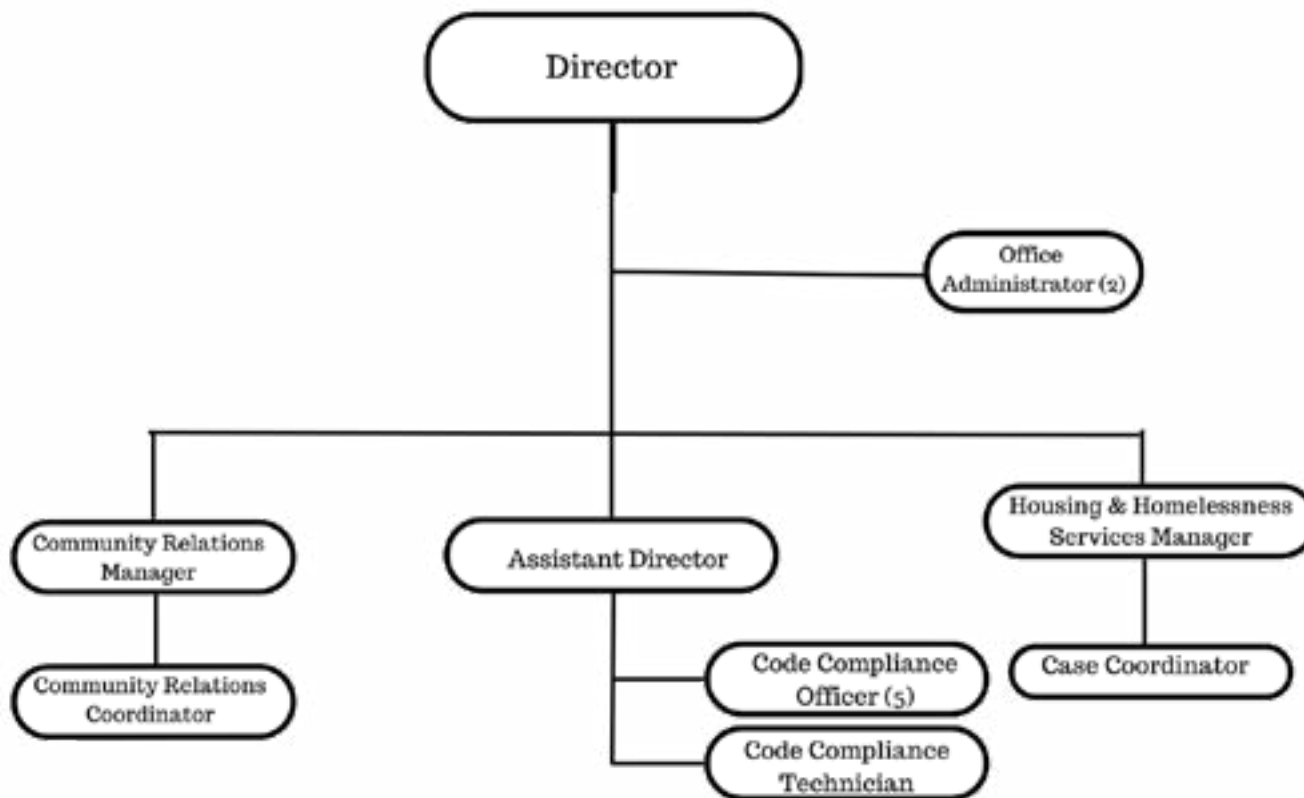 Director
Office
Administrator (2)
Community Relations
Manager
Assistant Director
Housing & Homelessness
Services Manager
Community Relations
Coordinator
Code Compliance
Officer (5)
Case Coordinator
Code Compliance
Technician